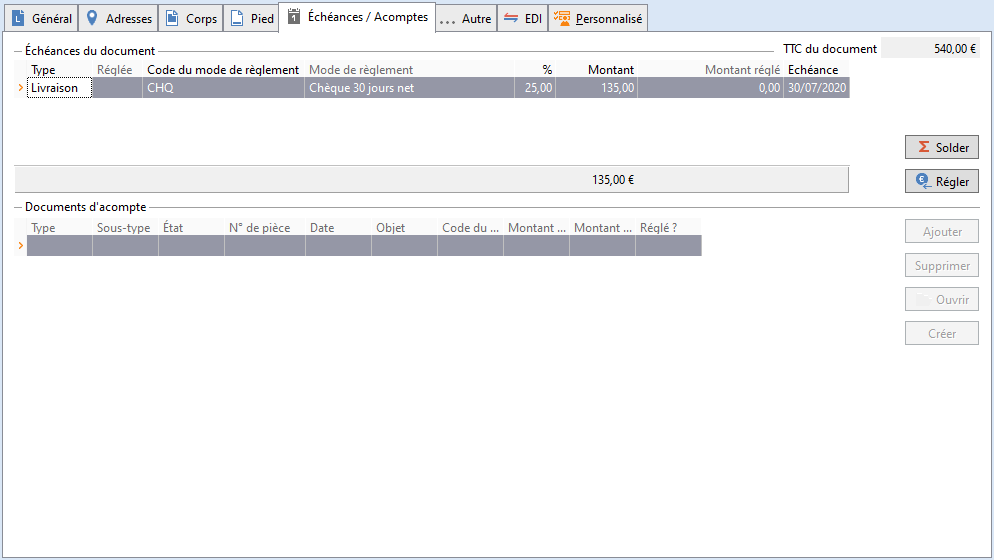 Général Adresses Corps Pied Échéances / Acomptes ... Autre EDI Personnalisé
Échéances du document TTC du document 540,00 €
Type Réglée Code du mode de règlement Mode de règlement % Montant Montant réglé Echéance
Livraison CHQ Chèque 30 jours net 25,00 135,00 0,00 30/07/2020
Solder
135,00 € Régler
Documents d'acompte
Type Sous-type État N° de pièce Date Objet Code du ... Montant ... Montant ... Réglé ?
Ajouter
Supprimer
Ouvrir
Créer